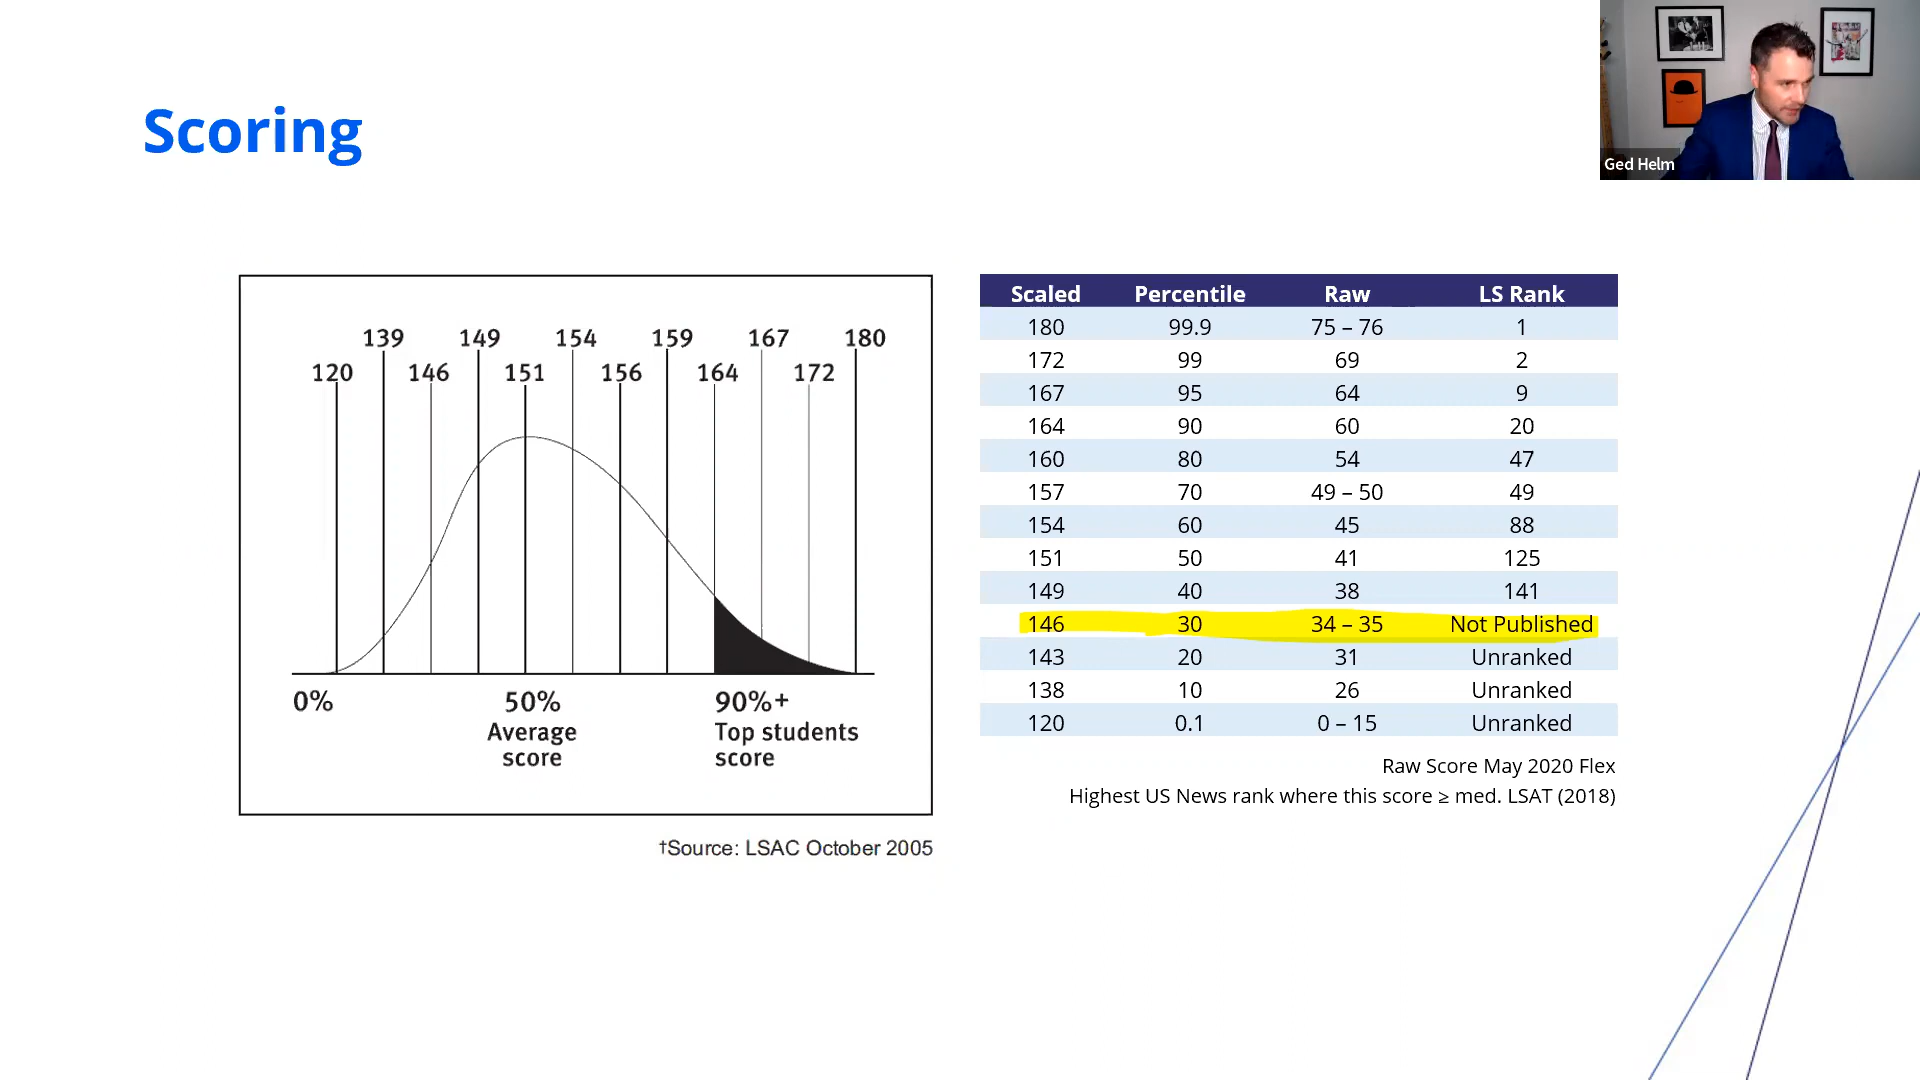 Scoring
Ged Helm
139 149 154 159 167 180
120 146 151 156 164 172
0% 50% 90%+
Average Top students
score score
†Source: LSAC October 2005
Scaled Percentile Raw LS Rank
180 99.9 75 – 76 1
172 99 69 2
167 95 64 9
164 90 60 20
160 80 54 47
157 70 49 – 50 49
154 60 45 88
151 50 41 125
149 40 38 141
146 30 34 – 35 Not Published
143 20 31 Unranked
138 10 26 Unranked
120 0.1 0 – 15 Unranked
Raw Score May 2020 Flex
Highest US News rank where this score ≥ med. LSAT (2018)